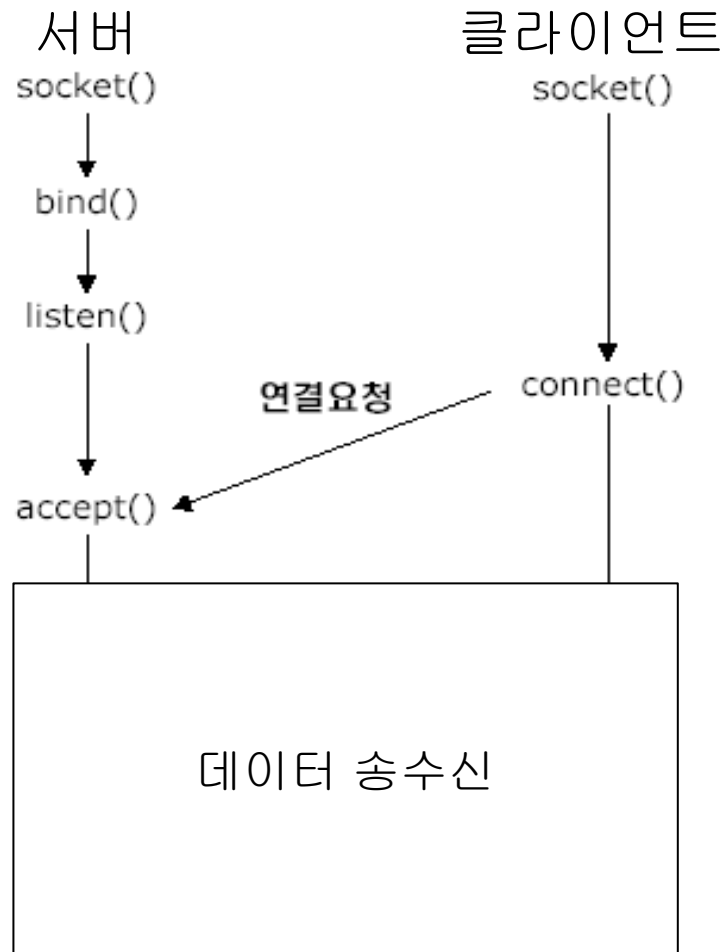 서버
클라이언트
socket()
socket()
bind()
listen()
연결요청
connect()
accept()
데이터 송수신